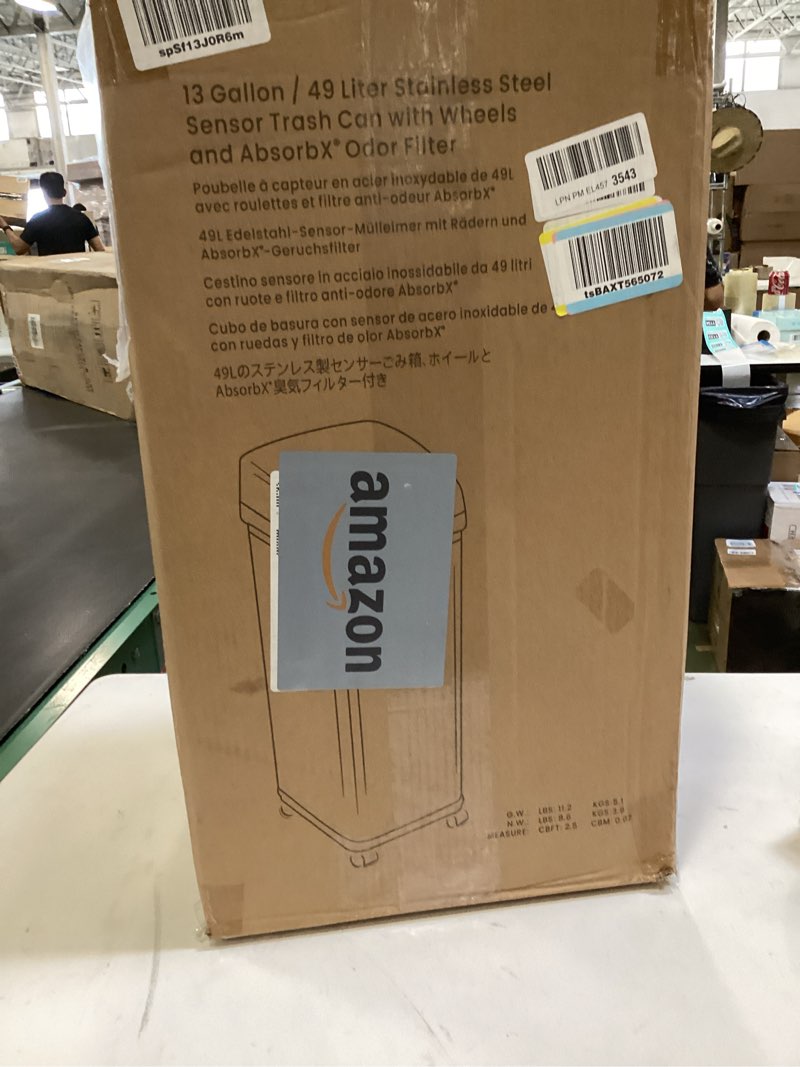 spSf13J0R6m
13 Gallon / 49 Liter Stainless Steel
Sensor Trash Can with Wheels
and AbsorbX® Odor Filter
LPN PM EL457 3543
Poubelle à capteur en acier inoxydable de 49L
avec roulettes et filtre anti-odeur AbsorbX®
tsBAXT565072
49L Edelstahl-Sensor-Mülleimer mit Rädern und
AbsorbX®-Geruchsfilter
Cestino sensore in acciaio inossidabile da 49 litri
con ruote e filtro anti-odore AbsorbX®
Cubo de basura con sensor de acero inoxidable de
con ruedas y filtro de olor AbsorbX®
49Lのステンレス製センサーごみ箱、ホイールと
AbsorbX®臭気フィルター付き
amazon
G.W.: LBS: 11.2 KGS: 5.1
N.W.: LBS: 8.6 KGS: 3.9
MEASURE: CBFT: 2.5 CBM: 0.07